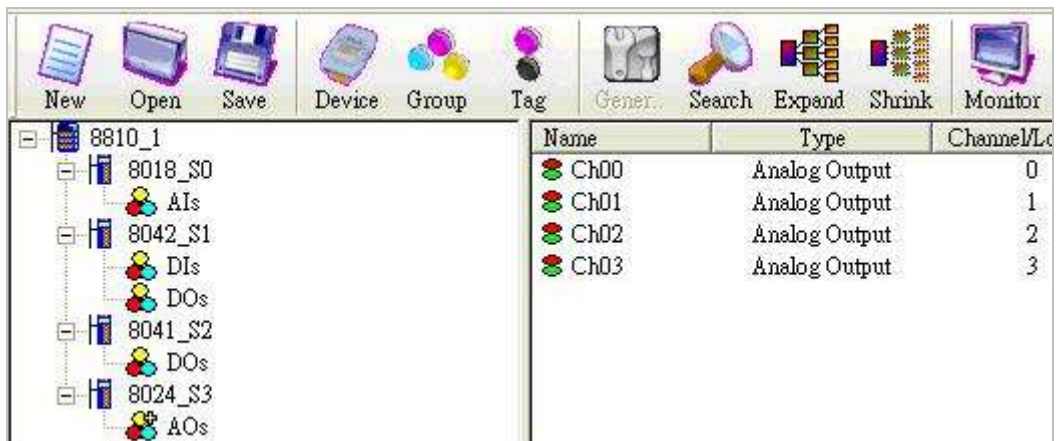 New Open Save Device Group Tag Gener.. Search Expand Shrink Monitor
8810_1
8018_S0
AIs
8042_S1
DIs
DOs
8041_S2
DOs
8024_S3
AOs
Name Type Channel/Lo
Ch00 Analog Output 0
Ch01 Analog Output 1
Ch02 Analog Output 2
Ch03 Analog Output 3